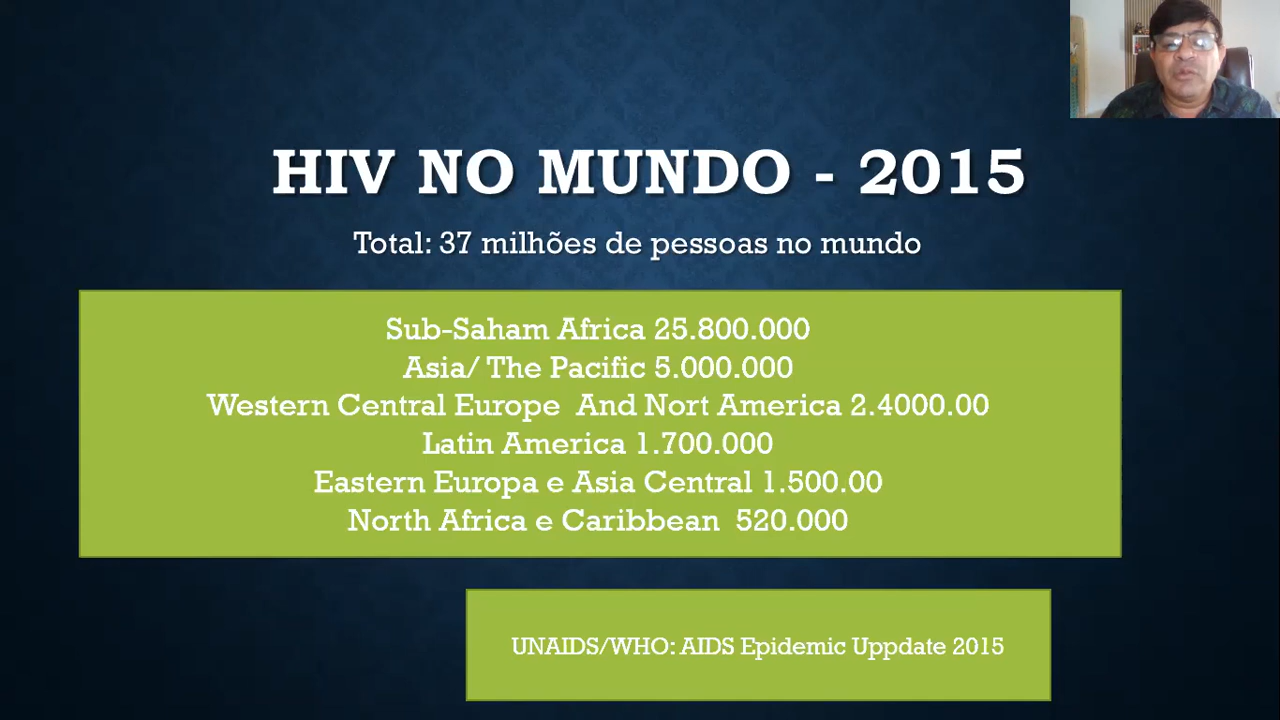 HIV NO MUNDO - 2015
Total: 37 milhões de pessoas no mundo
Sub-Saham Africa 25.800.000
Asia/ The Pacific 5.000.000
Western Central Europe And Nort America 2.4000.00
Latin America 1.700.000
Eastern Europa e Asia Central 1.500.00
North Africa e Caribbean 520.000
UNAIDS/WHO: AIDS Epidemic Uppdate 2015